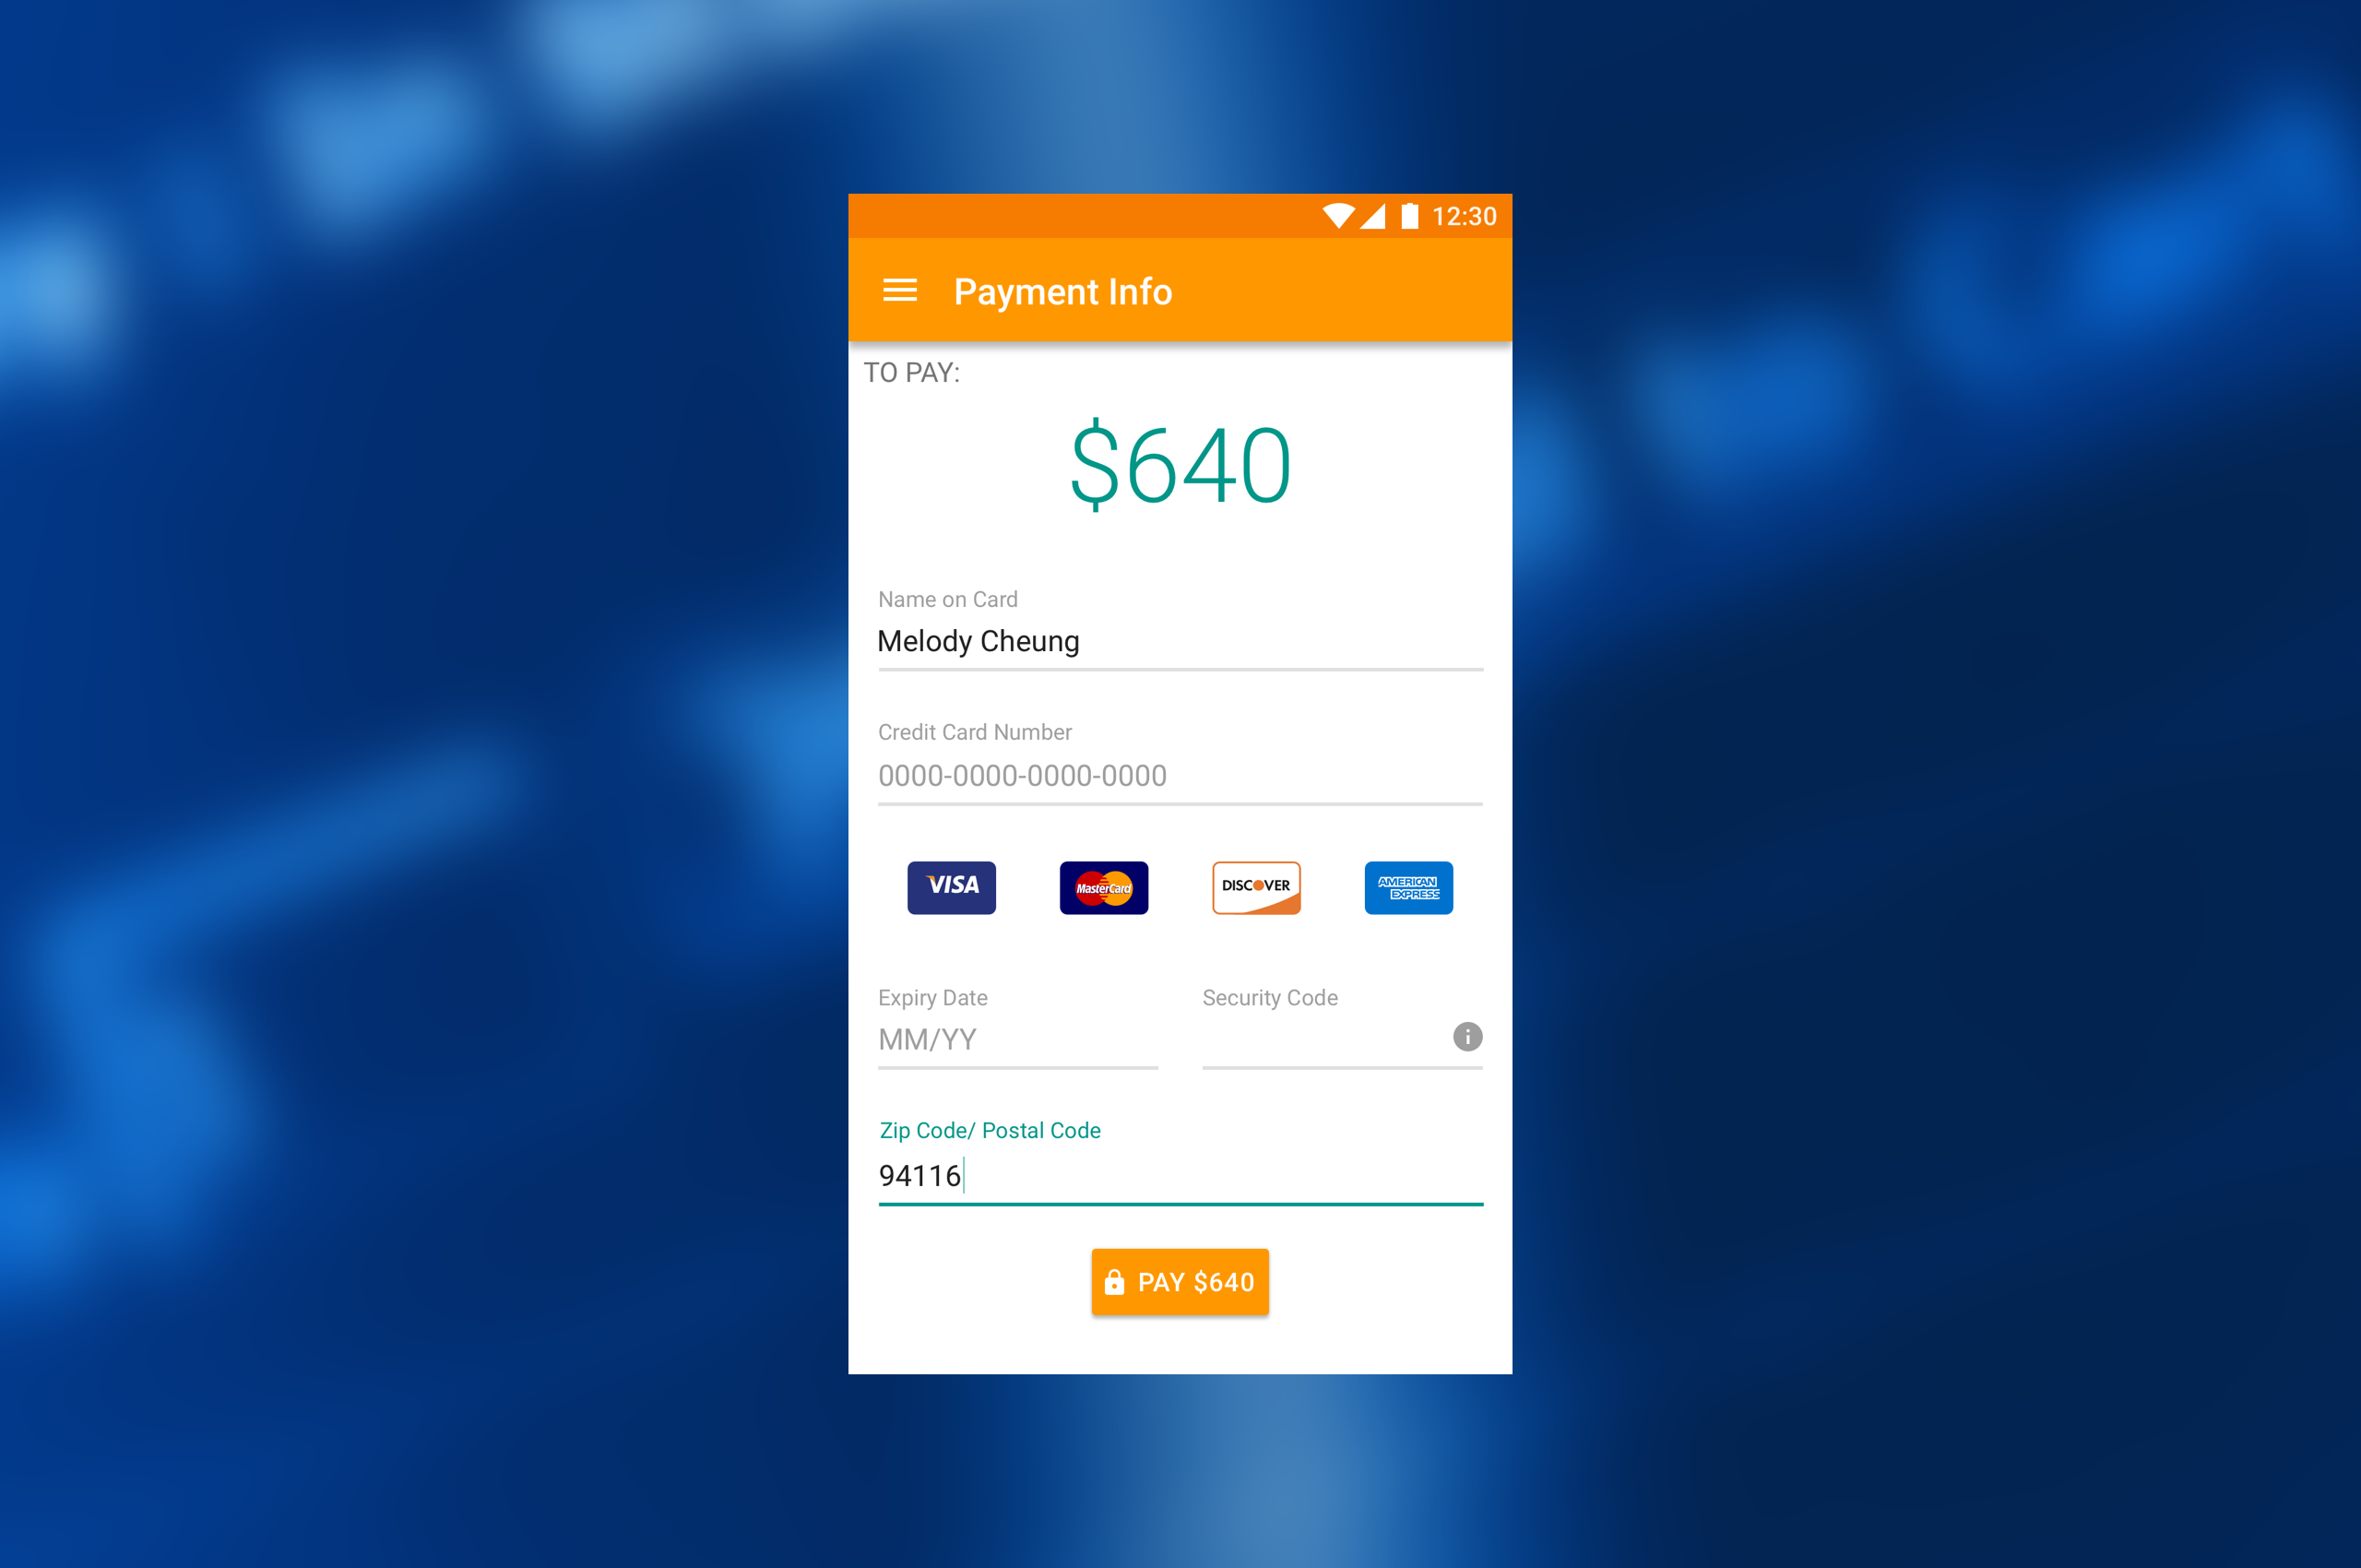 12:30
Payment Info
TO PAY:
$640
Name on Card
Melody Cheung
Credit Card Number
0000-0000-0000-0000
VISA MasterCard DISCOVER AMERICAN EXPRESS
Expiry Date Security Code
MM/YY
Zip Code/ Postal Code
94116
PAY $640